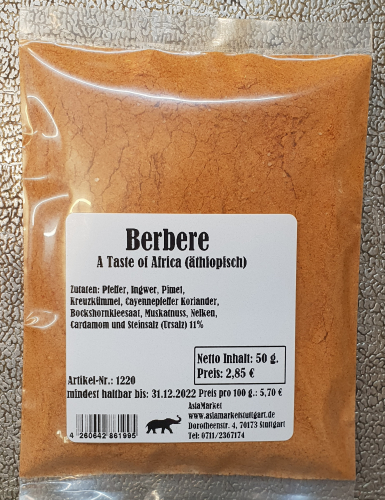 Berbere
A Taste of Africa (äthiopisch)
Zutaten: Pfeffer, Ingwer, Pimet,
Kreuzkümmel, Cayennepfeffer Koriander,
Bockshornkleesaat, Muskatnuss, Nelken,
Cardamom und Steinsalz (Ursalz) 11%
Netto Inhalt: 50 g.
Preis: 2,85 €
Artikel-Nr.: 1220
mindest haltbar bis: 31.12.2022 Preis pro 100 g.: 5,70 €
AsiaMarket
www.asiamarketstuttgart.de
Dorotheenstr. 4, 70173 Stuttgart
Tel: 0711/2367174
4 260642 861995